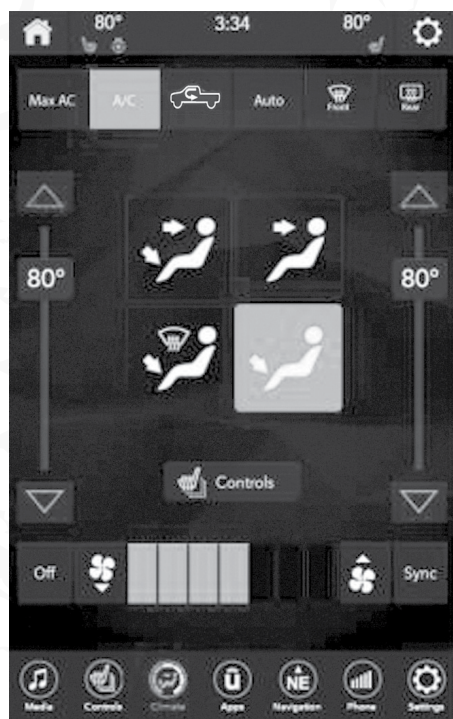 80° 3:34 80°
Max AC A/C Auto Front Rear
80° 80°
Controls
Off Sync
Media Controls Climate Apps Navigation Phone Settings
ū NE